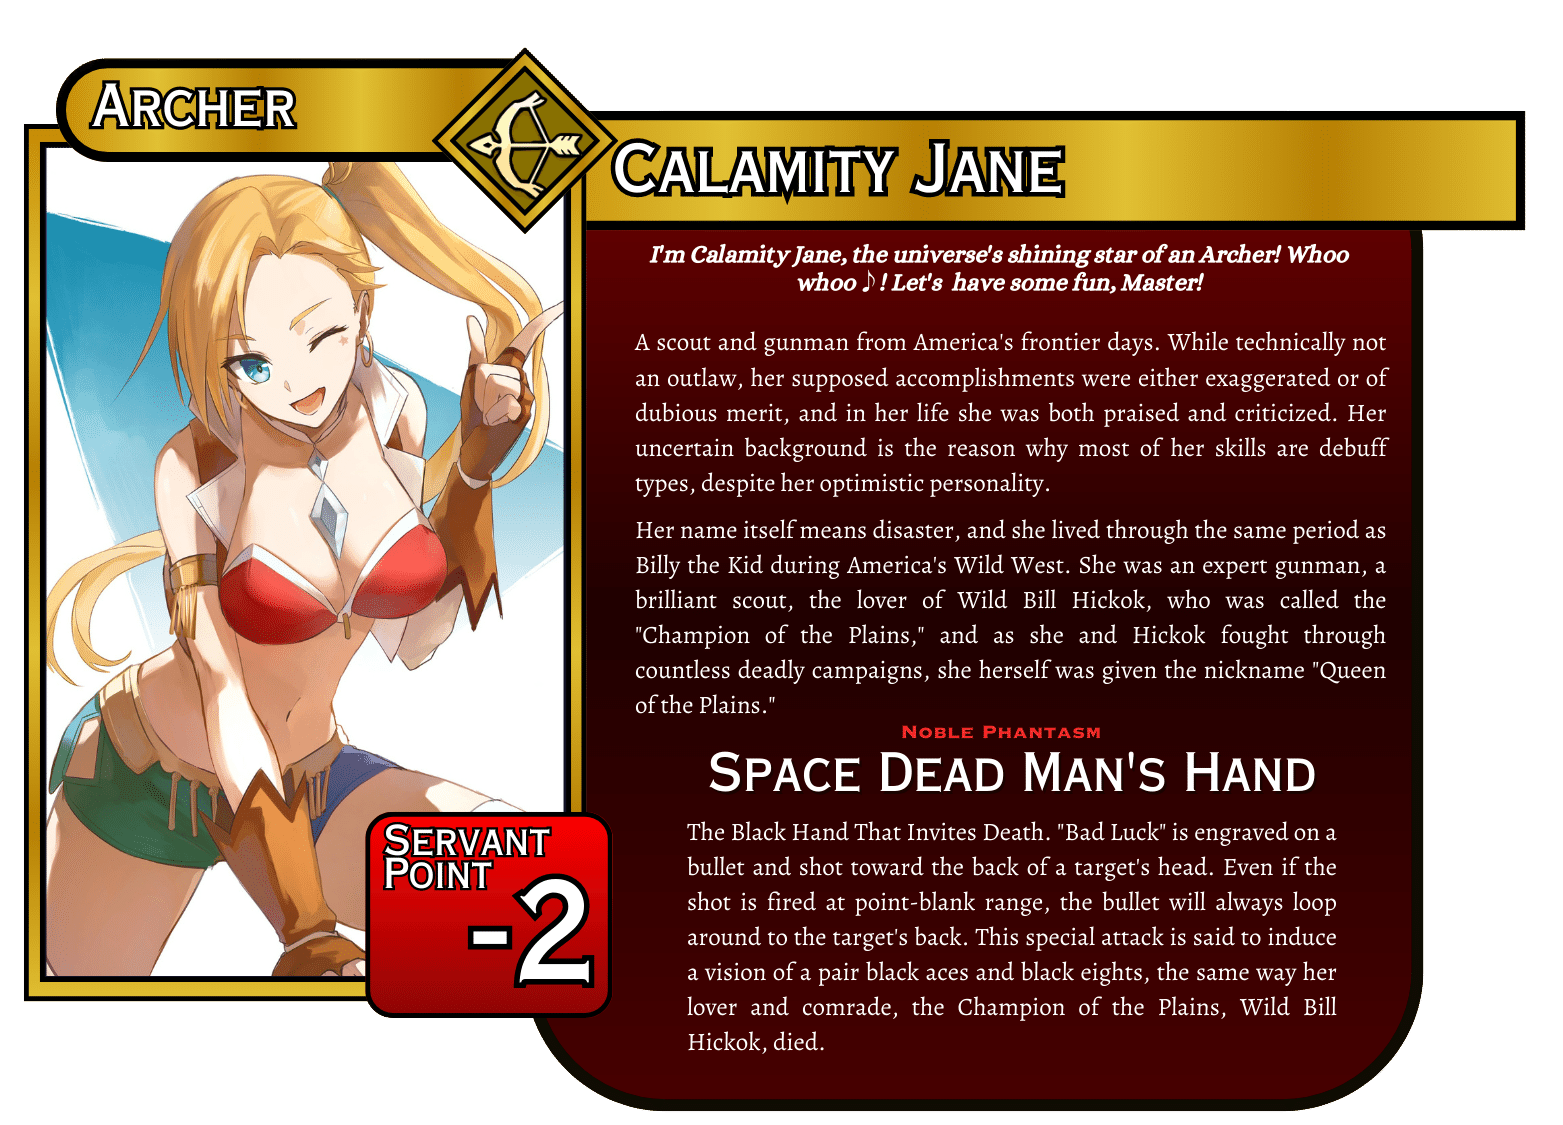 ARCHER
CALAMITY JANE
I'm Calamity Jane, the universe's shining star of an Archer! Whoo
whoo ♪! Let's have some fun, Master!
A scout and gunman from America's frontier days. While technically not
an outlaw, her supposed accomplishments were either exaggerated or of
dubious merit, and in her life she was both praised and criticized. Her
uncertain background is the reason why most of her skills are debuff
types, despite her optimistic personality.
Her name itself means disaster, and she lived through the same period as
Billy the Kid during America's Wild West. She was an expert gunman, a
brilliant scout, the lover of Wild Bill Hickok, who was called the
"Champion of the Plains," and as she and Hickok fought through
countless deadly campaigns, she herself was given the nickname "Queen
of the Plains."
NOBLE PHANTASM
SPACE DEAD MAN'S HAND
The Black Hand That Invites Death. "Bad Luck" is engraved on a
bullet and shot toward the back of a target's head. Even if the
shot is fired at point-blank range, the bullet will always loop
around to the target's back. This special attack is said to induce
a vision of a pair black aces and black eights, the same way her
lover and comrade, the Champion of the Plains, Wild Bill
Hickok, died.
SERVANT
POINT
-2